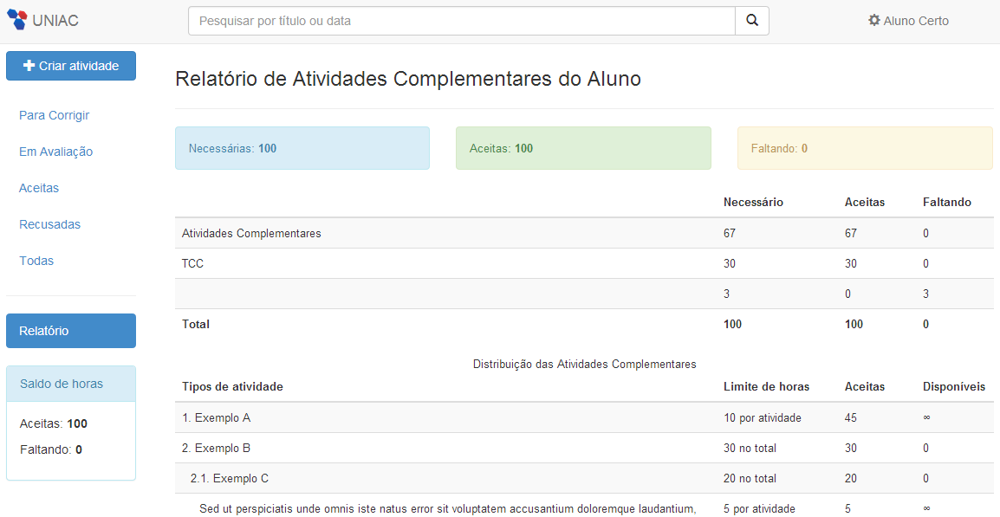 UNIAC
Pesquisar por título ou data
Aluno Certo
Criar atividade
Para Corrigir
Em Avaliação
Aceitas
Recusadas
Todas
Relatório
Saldo de horas
Aceitas: 100
Faltando: 0
Relatório de Atividades Complementares do Aluno
Necessárias: 100
Aceitas: 100
Faltando: 0
Necessário Aceitas Faltando
Atividades Complementares 67 67 0
TCC 30 30 0
3 0 3
Total 100 100 0
Distribuição das Atividades Complementares
Tipos de atividade Limite de horas Aceitas Disponíveis
1. Exemplo A 10 por atividade 45 ∞
2. Exemplo B 30 no total 30 0
2.1. Exemplo C 20 no total 20 0
Sed ut perspiciatis unde omnis iste natus error sit voluptatem accusantium doloremque laudantium, 5 por atividade 5 ∞